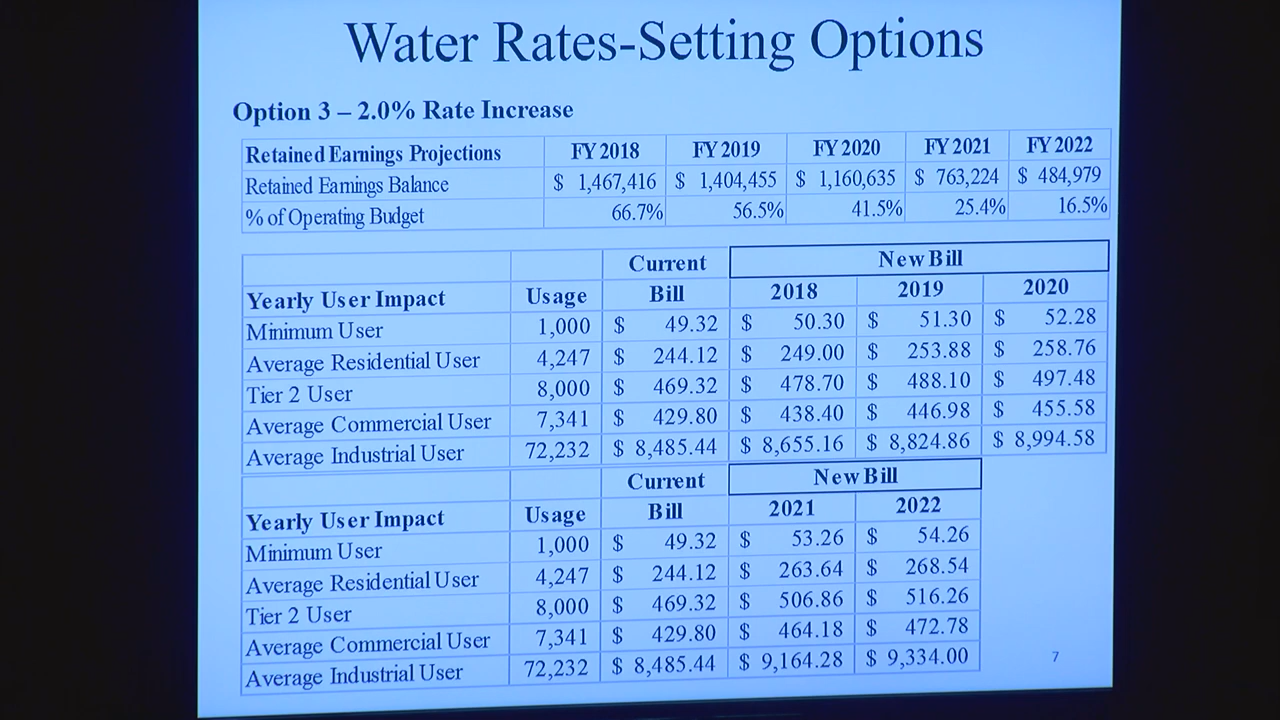 Water Rates-Setting Options
Option 3 – 2.0% Rate Increase
Retained Earnings Projections FY 2018 FY 2019 FY 2020 FY 2021 FY 2022
Retained Earnings Balance $ 1,467,416 $ 1,404,455 $ 1,160,635 $ 763,224 $ 484,979
% of Operating Budget 66.7% 56.5% 41.5% 25.4% 16.5%
Current New Bill
Yearly User Impact Usage Bill 2018 2019 2020
Minimum User 1,000 $ 49.32 $ 50.30 $ 51.30 $ 52.28
Average Residential User 4,247 $ 244.12 $ 249.00 $ 253.88 $ 258.76
Tier 2 User 8,000 $ 469.32 $ 478.70 $ 488.10 $ 497.48
Average Commercial User 7,341 $ 429.80 $ 438.40 $ 446.98 $ 455.58
Average Industrial User 72,232 $ 8,485.44 $ 8,655.16 $ 8,824.86 $ 8,994.58
Current New Bill
Yearly User Impact Usage Bill 2021 2022
Minimum User 1,000 $ 49.32 $ 53.26 $ 54.26
Average Residential User 4,247 $ 244.12 $ 263.64 $ 268.54
Tier 2 User 8,000 $ 469.32 $ 506.86 $ 516.26
Average Commercial User 7,341 $ 429.80 $ 464.18 $ 472.78
Average Industrial User 72,232 $ 8,485.44 $ 9,164.28 $ 9,334.00
7